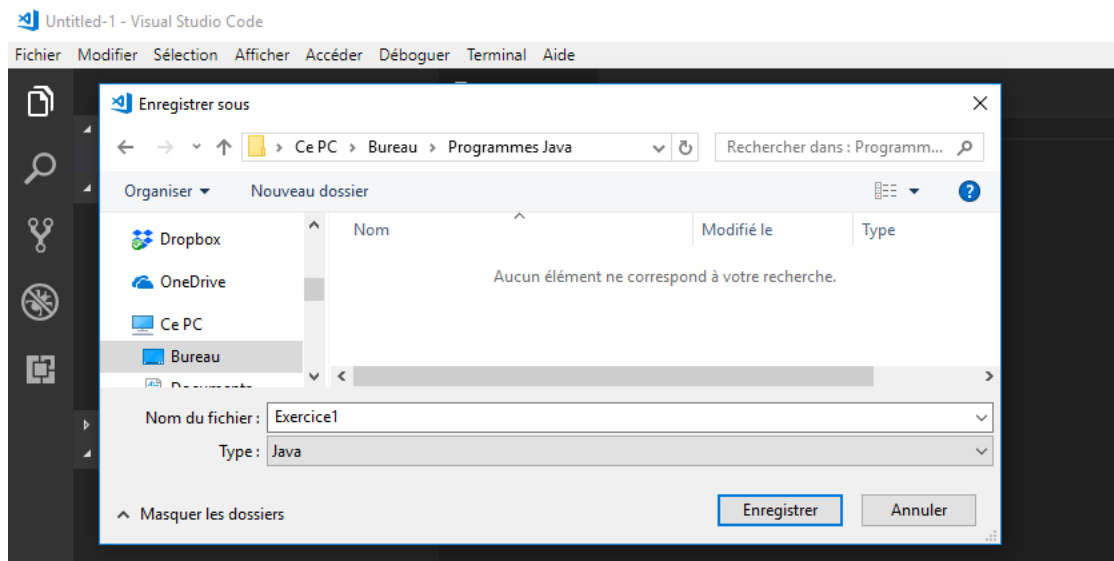 Untitled-1 - Visual Studio Code
Fichier Modifier Sélection Afficher Accéder Déboguer Terminal Aide
Enregistrer sous
Ce PC > Bureau > Programmes Java Rechercher dans : Programm...
Organiser Nouveau dossier
Nom Modifié le Type
Dropbox
Aucun élément ne correspond à votre recherche.
OneDrive
Ce PC
Bureau
Documents
Nom du fichier : Exercice1
Type : Java
Masquer les dossiers Enregistrer Annuler